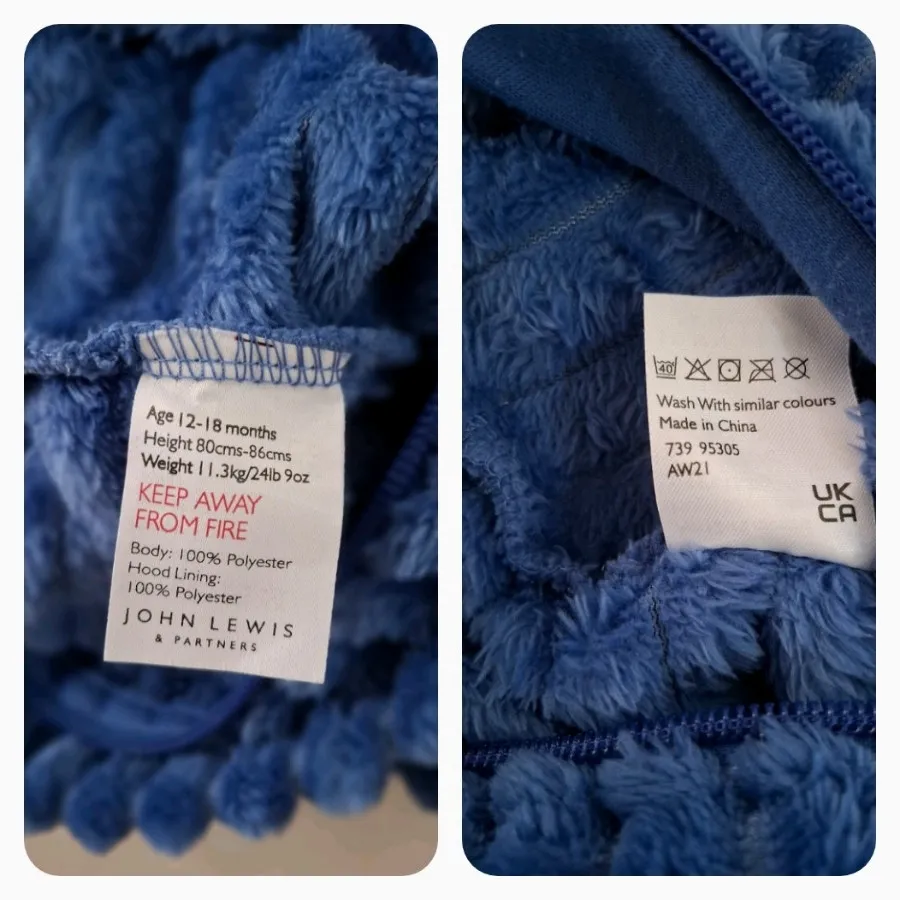 Age 12-18 months
Height 80cms-86cms
Weight 11.3kg/24lb 9oz
KEEP AWAY
FROM FIRE
Body: 100% Polyester
Hood Lining:
100% Polyester
JOHN LEWIS
& PARTNERS
40
Wash With similar colours
Made in China
739 95305
AW21
UK
CA